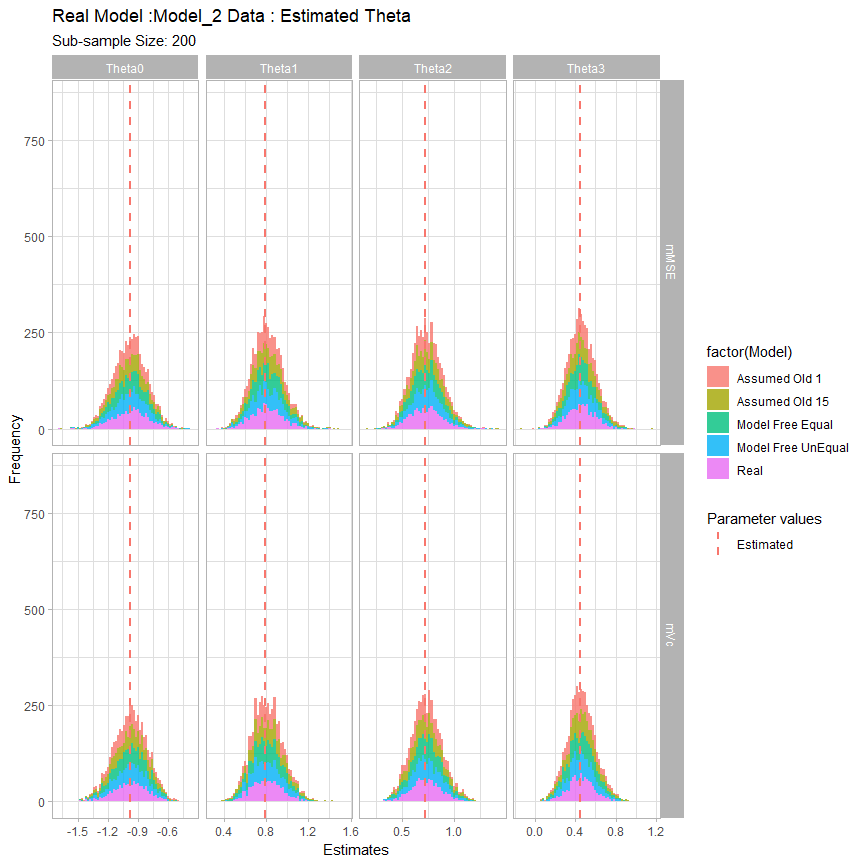 Real Model :Model_2 Data : Estimated Theta
Sub-sample Size: 200
Theta0 Theta1 Theta2 Theta3
750
500
250
0
mMSE
750
500
250
0
mVc
Frequency
-1.5 -1.2 -0.9 -0.6 0.4 0.8 1.2 1.6 0.5 1.0 0.0 0.4 0.8 1.2
Estimates
factor(Model)
Assumed Old 1
Assumed Old 15
Model Free Equal
Model Free UnEqual
Real
Parameter values
Estimated